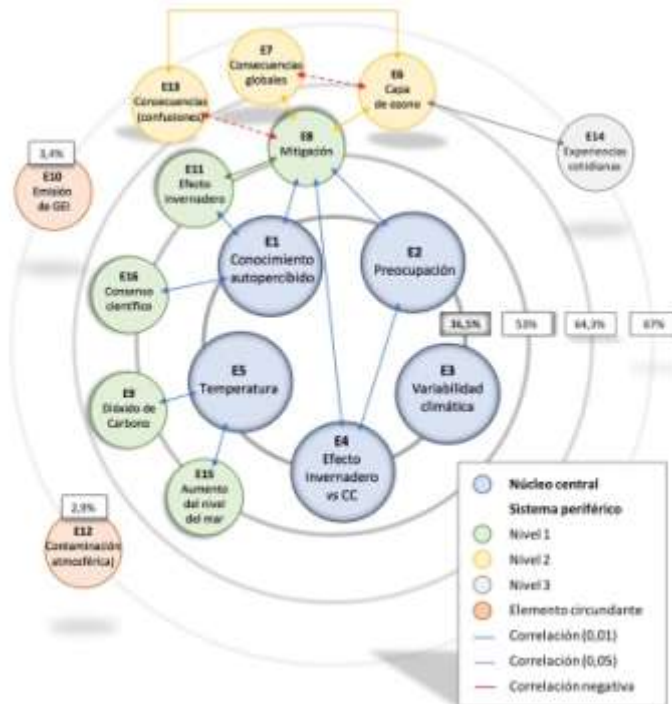 E7
Consecuencias
globales
E6
Capa
de ozono
E13
Consecuencias
(confusiones)
E8
Mitigación
E14
Experiencias
cotidianas
3,4%
E10
Emisión
de GEI
E11
Efecto
invernadero
E1
Conocimiento
autopercibido
E2
Preocupación
E16
Consenso
científico
36,5%
53%
64,3%
67%
E5
Temperatura
E3
Variabilidad
climática
E9
Dióxido de
Carbono
E4
Efecto
Invernadero
vs CC
E15
Aumento
del nivel
del mar
2,9%
E12
Contaminación
atmosférica)
Núcleo central
Sistema periférico
Nivel 1
Nivel 2
Nivel 3
Elemento circundante
Correlación (0,01)
Correlación (0,05)
Correlación negativa